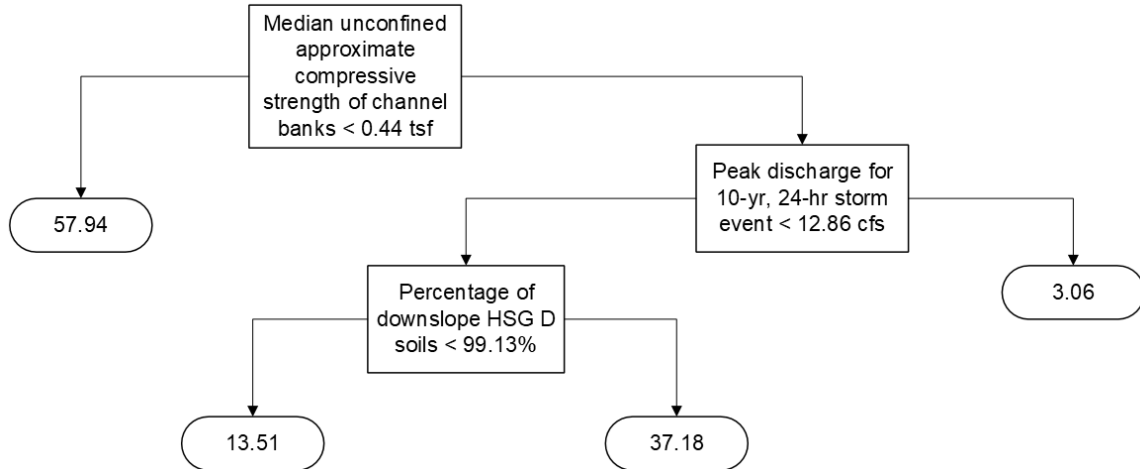 Median unconfined
approximate
compressive
strength of channel
banks < 0.44 tsf
Peak discharge for
10-yr, 24-hr storm
event < 12.86 cfs
57.94
Percentage of
downslope HSG D
soils < 99.13%
3.06
13.51
37.18